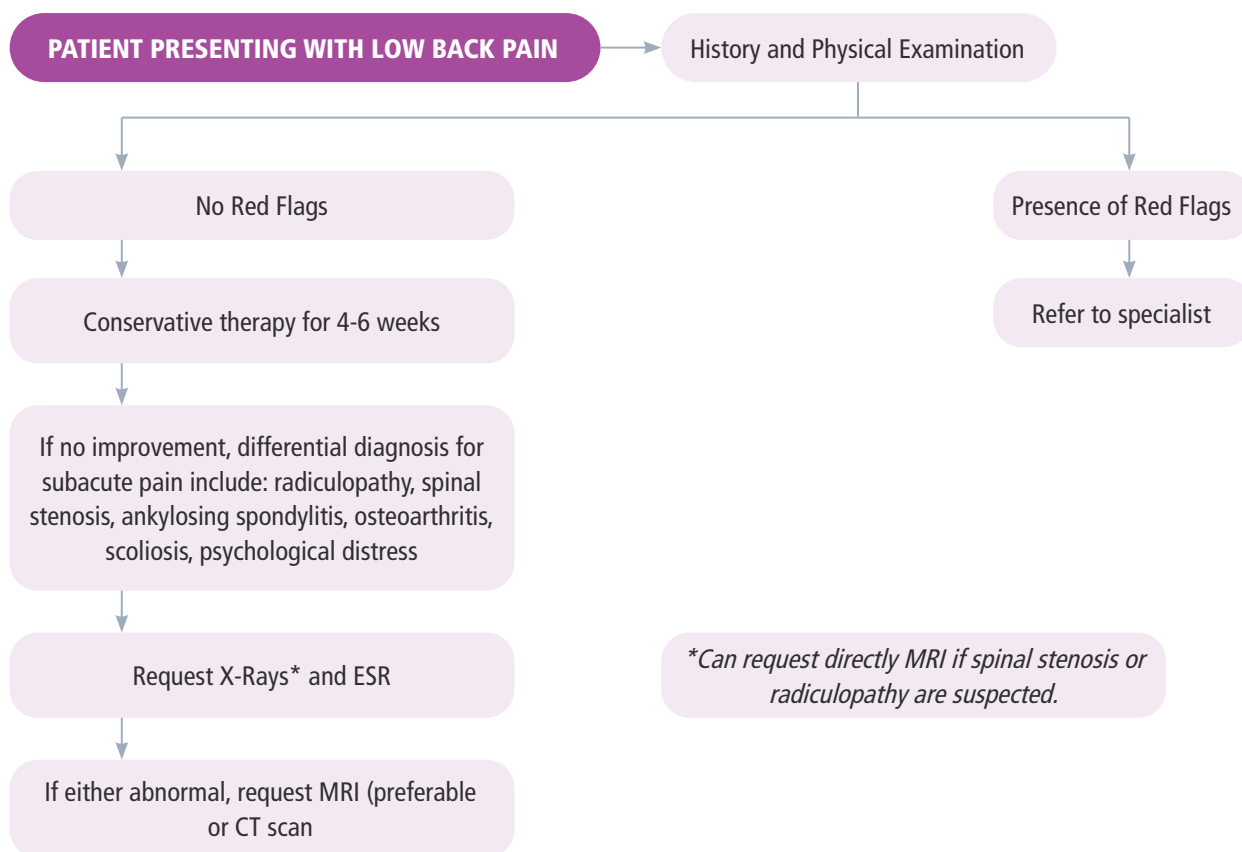 PATIENT PRESENTING WITH LOW BACK PAIN
History and Physical Examination
No Red Flags
Presence of Red Flags
Conservative therapy for 4-6 weeks
Refer to specialist
If no improvement, differential diagnosis for
subacute pain include: radiculopathy, spinal
stenosis, ankylosing spondylitis, osteoarthritis,
scoliosis, psychological distress
Request X-Rays* and ESR
*Can request directly MRI if spinal stenosis or
radiculopathy are suspected.
If either abnormal, request MRI (preferable
or CT scan